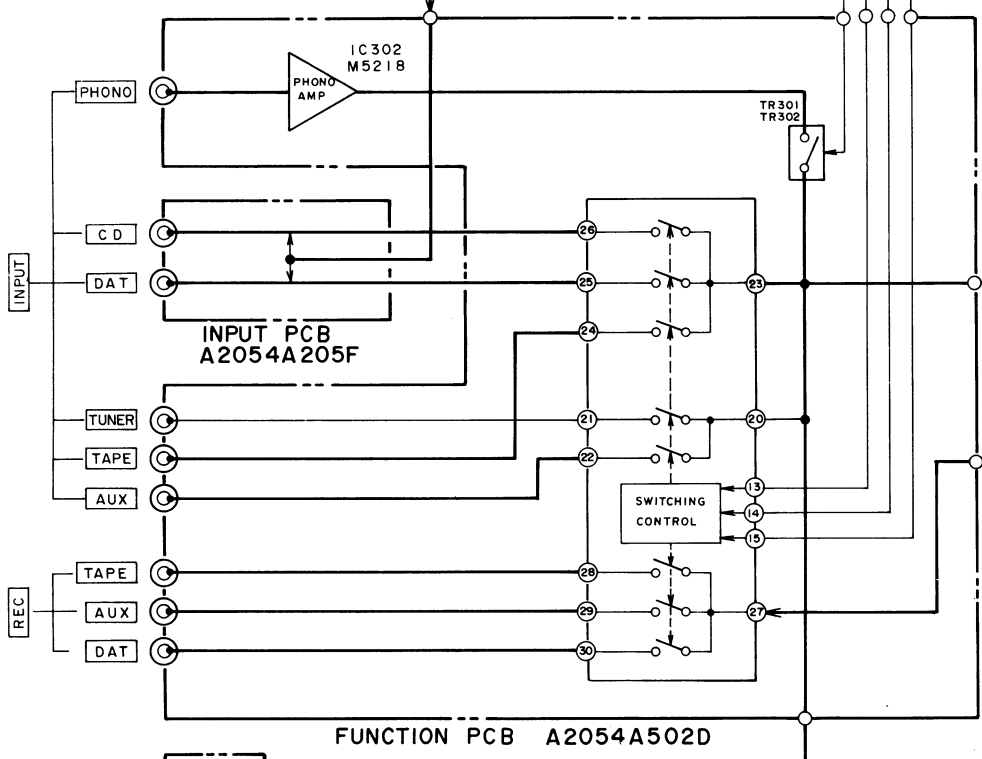 IC302
M5218
PHONO
PHONO
AMP
TR301
TR302
CD
26
INPUT
DAT
25
23
24
INPUT PCB
A2054A205F
TUNER
21
20
TAPE
22
AUX
SWITCHING
CONTROL
13
14
15
TAPE
28
REC
AUX
29
27
DAT
30
FUNCTION PCB A2054A502D